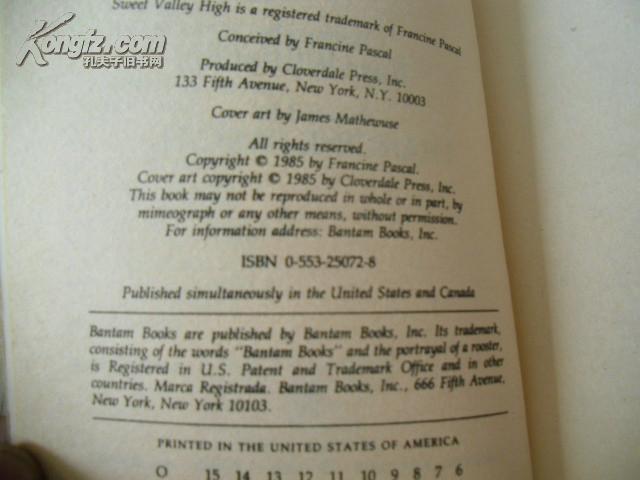 Kongfz.com
孔夫子旧书网
Sweet Valley High is a registered trademark of Francine Pascal
Conceived by Francine Pascal
Produced by Cloverdale Press, Inc.
133 Fifth Avenue, New York, N.Y. 10003
Cover art by James Mathewuse
All rights reserved.
Copyright © 1985 by Francine Pascal.
Cover art copyright © 1985 by Cloverdale Press, Inc.
This book may not be reproduced in whole or in part, by
mimeograph or any other means, without permission.
For information address: Bantam Books, Inc.
ISBN 0-553-25072-8
Published simultaneously in the United States and Canada
Bantam Books are published by Bantam Books, Inc. Its trademark,
consisting of the words "Bantam Books" and the portrayal of a rooster,
is Registered in U.S. Patent and Trademark Office and in other
countries. Marca Registrada. Bantam Books, Inc., 666 Fifth Avenue,
New York, New York 10103.
PRINTED IN THE UNITED STATES OF AMERICA
O 15 14 13 12 11 10 9 8 7 6